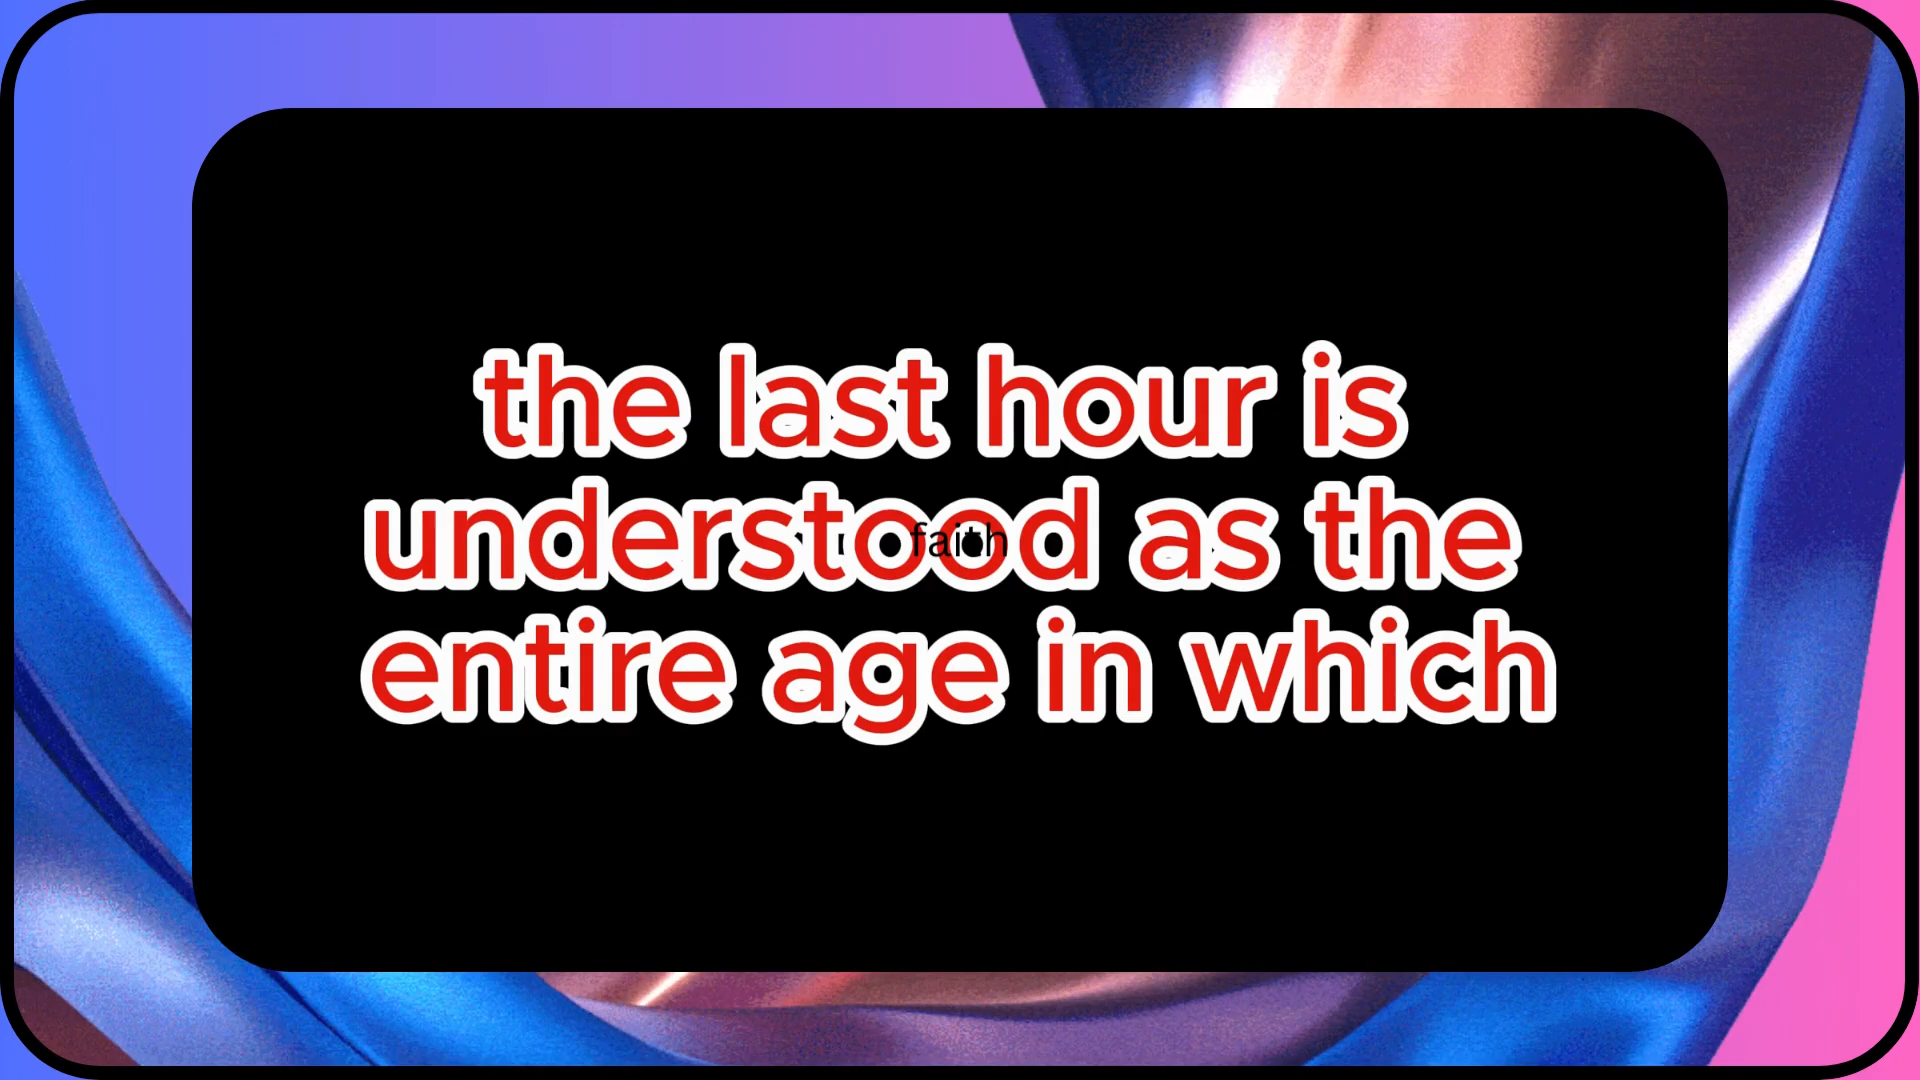 the last hour is
understood as the
faith
entire age in which